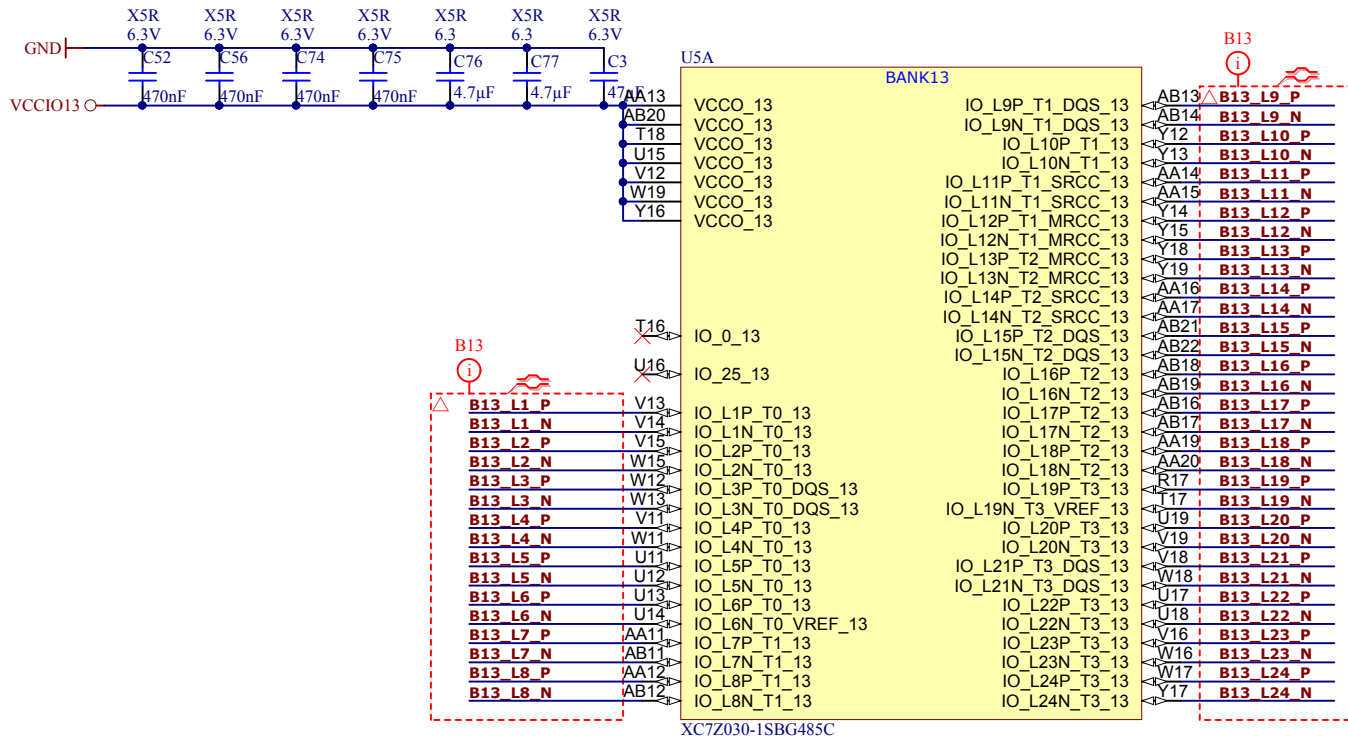 X5R X5R X5R X5R X5R X5R X5R
6.3V 6.3V 6.3V 6.3V 6.3 6.3 6.3V
GND
C52 C56 C74 C75 C76 C77 C3
470nF 470nF 470nF 470nF 4.7µF 4.7µF
VCCIO13
U5A
BANK13
AA13 VCCO_13
AB20 VCCO_13
T18 VCCO_13
U15 VCCO_13
V12 VCCO_13
W19 VCCO_13
Y16 VCCO_13
T16 IO_0_13
U16 IO_25_13
B13
i
B13_L1_P V13 IO_L1P_T0_13
B13_L1_N V14 IO_L1N_T0_13
B13_L2_P V15 IO_L2P_T0_13
B13_L2_N W15 IO_L2N_T0_13
B13_L3_P W12 IO_L3P_T0_DQS_13
B13_L3_N W13 IO_L3N_T0_DQS_13
B13_L4_P V11 IO_L4P_T0_13
B13_L4_N W11 IO_L4N_T0_13
B13_L5_P U11 IO_L5P_T0_13
B13_L5_N U12 IO_L5N_T0_13
B13_L6_P U13 IO_L6P_T0_13
B13_L6_N U14 IO_L6N_T0_VREF_13
B13_L7_P AA11 IO_L7P_T1_13
B13_L7_N AB11 IO_L7N_T1_13
B13_L8_P AA12 IO_L8P_T1_13
B13_L8_N AB12 IO_L8N_T1_13
B13
i
IO_L9P_T1_DQS_13 AB13 B13_L9_P
IO_L9N_T1_DQS_13 AB14 B13_L9_N
IO_L10P_T1_13 Y12 B13_L10_P
IO_L10N_T1_13 Y13 B13_L10_N
IO_L11P_T1_SRCC_13 AA14 B13_L11_P
IO_L11N_T1_SRCC_13 AA15 B13_L11_N
IO_L12P_T1_MRCC_13 Y14 B13_L12_P
IO_L12N_T1_MRCC_13 Y15 B13_L12_N
IO_L13P_T2_MRCC_13 Y18 B13_L13_P
IO_L13N_T2_MRCC_13 Y19 B13_L13_N
IO_L14P_T2_SRCC_13 AA16 B13_L14_P
IO_L14N_T2_SRCC_13 AA17 B13_L14_N
IO_L15P_T2_DQS_13 AB21 B13_L15_P
IO_L15N_T2_DQS_13 AB22 B13_L15_N
IO_L16P_T2_13 AB18 B13_L16_P
IO_L16N_T2_13 AB19 B13_L16_N
IO_L17P_T2_13 AB16 B13_L17_P
IO_L17N_T2_13 AB17 B13_L17_N
IO_L18P_T2_13 AA19 B13_L18_P
IO_L18N_T2_13 AA20 B13_L18_N
IO_L19P_T3_13 R17 B13_L19_P
IO_L19N_T3_VREF_13 T17 B13_L19_N
IO_L20P_T3_13 U19 B13_L20_P
IO_L20N_T3_13 V19 B13_L20_N
IO_L21P_T3_DQS_13 V18 B13_L21_P
IO_L21N_T3_DQS_13 W18 B13_L21_N
IO_L22P_T3_13 U17 B13_L22_P
IO_L22N_T3_13 U18 B13_L22_N
IO_L23P_T3_13 V16 B13_L23_P
IO_L23N_T3_13 W16 B13_L23_N
IO_L24P_T3_13 W17 B13_L24_P
IO_L24N_T3_13 Y17 B13_L24_N
XC7Z030-1SBG485C